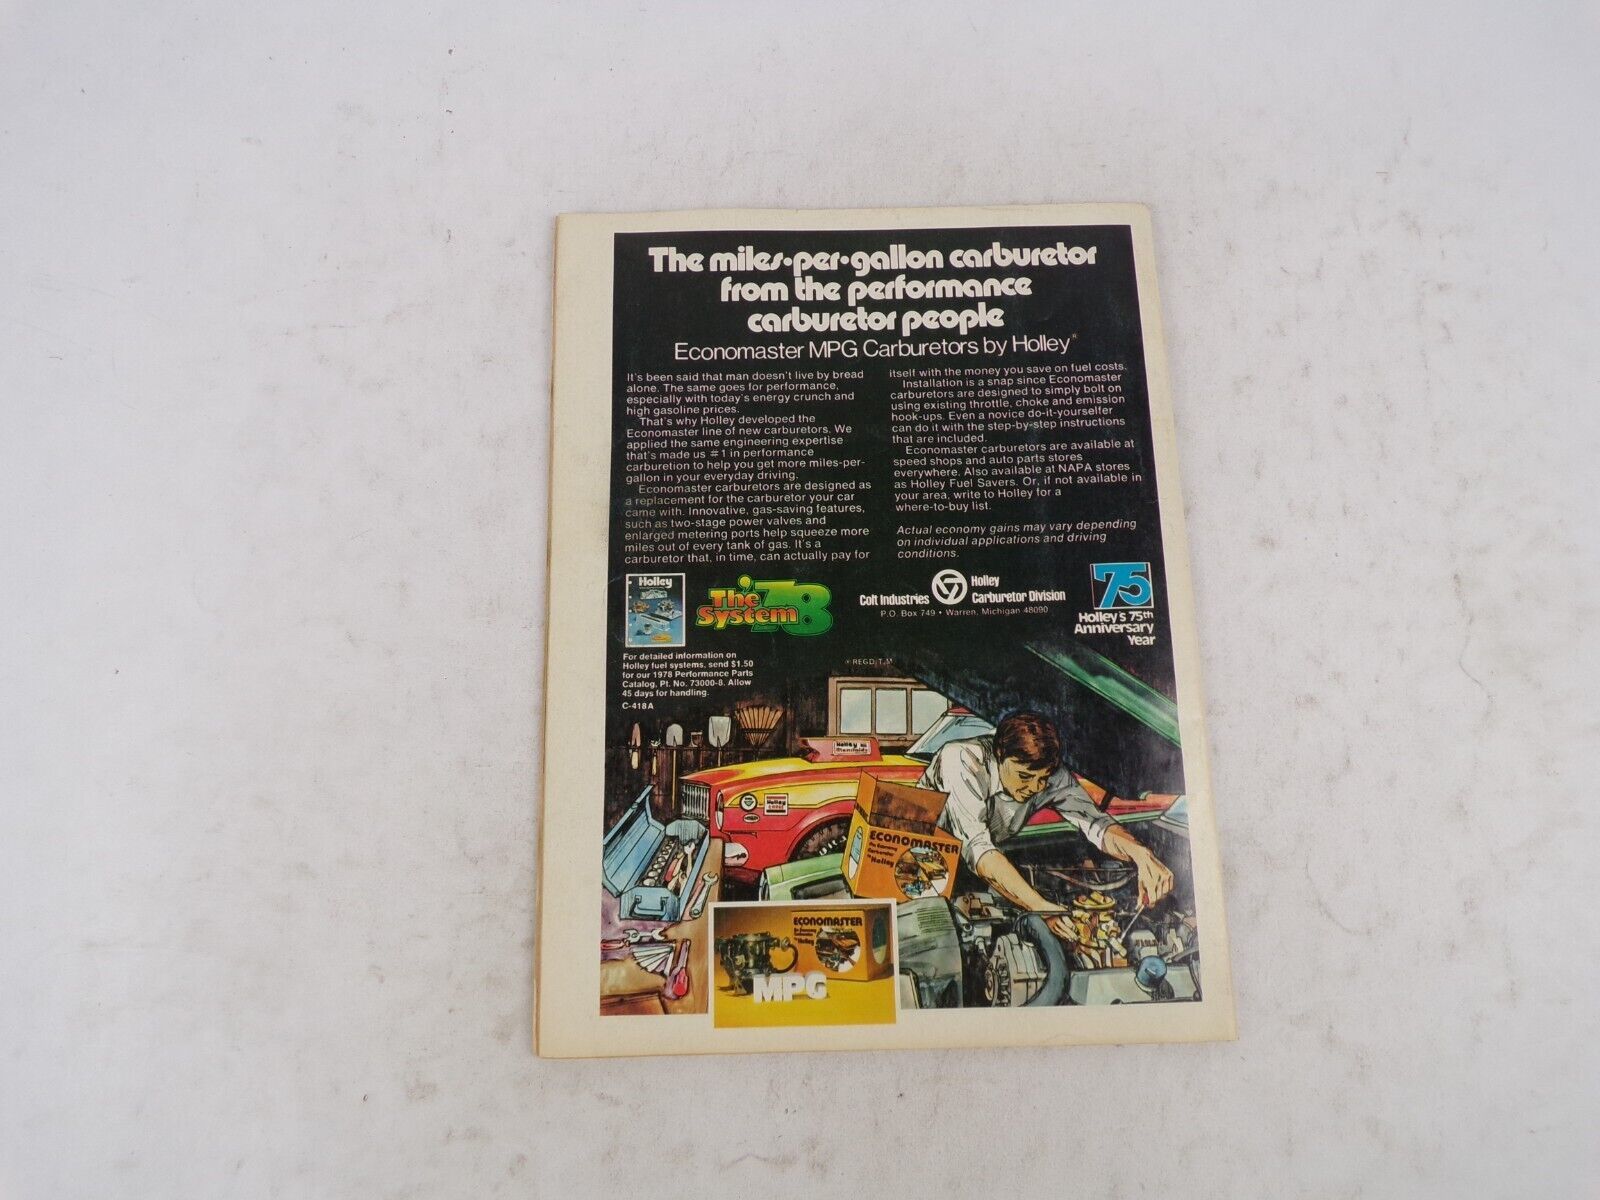 The miles•per•gallon carburetor
from the performance
carburetor people
Economaster MPG Carburetors by Holley®
It's been said that man doesn't live by bread
alone. The same goes for performance,
especially with today's energy crunch and
high gasoline prices.
That's why Holley developed the
Economaster line of new carburetors. We
applied the same engineering expertise
that's made us #1 in performance
carburetion to help you get more miles-per-
gallon in your everyday driving.
Economaster carburetors are designed as
a replacement for the carburetor your car
came with. Innovative, gas-saving features,
such as two-stage power valves and
enlarged metering ports help squeeze more
miles out of every tank of gas. It's a
carburetor that, in time, can actually pay for
itself with the money you save on fuel costs.
Installation is a snap since Economaster
carburetors are designed to simply bolt on
using existing throttle, choke and emission
hook-ups. Even a novice do-it-yourselfer
can do it with the step-by-step instructions
that are included.
Economaster carburetors are available at
speed shops and auto parts stores
everywhere. Also available at NAPA stores
as Holley Fuel Savers. Or, if not available in
your area, write to Holley for a
where-to-buy list.
Actual economy gains may vary depending
on individual applications and driving
conditions.
Holley
The System '78
Colt Industries
Holley
Carburetor Division
P.O. Box 749 • Warren, Michigan 48090
75
Holley's 75th
Anniversary
Year
For detailed information on
Holley fuel systems, send $1.50
for our 1978 Performance Parts
Catalog, Pt. No. 73000-8. Allow
45 days for handling.
C-418A
® REGD.T.M
Holley
Manifolds
Holley
ECONOMASTER
An Economy
Carburetor
by Holley
ECONOMASTER
An Economy
Carburetor
by Holley
MPG